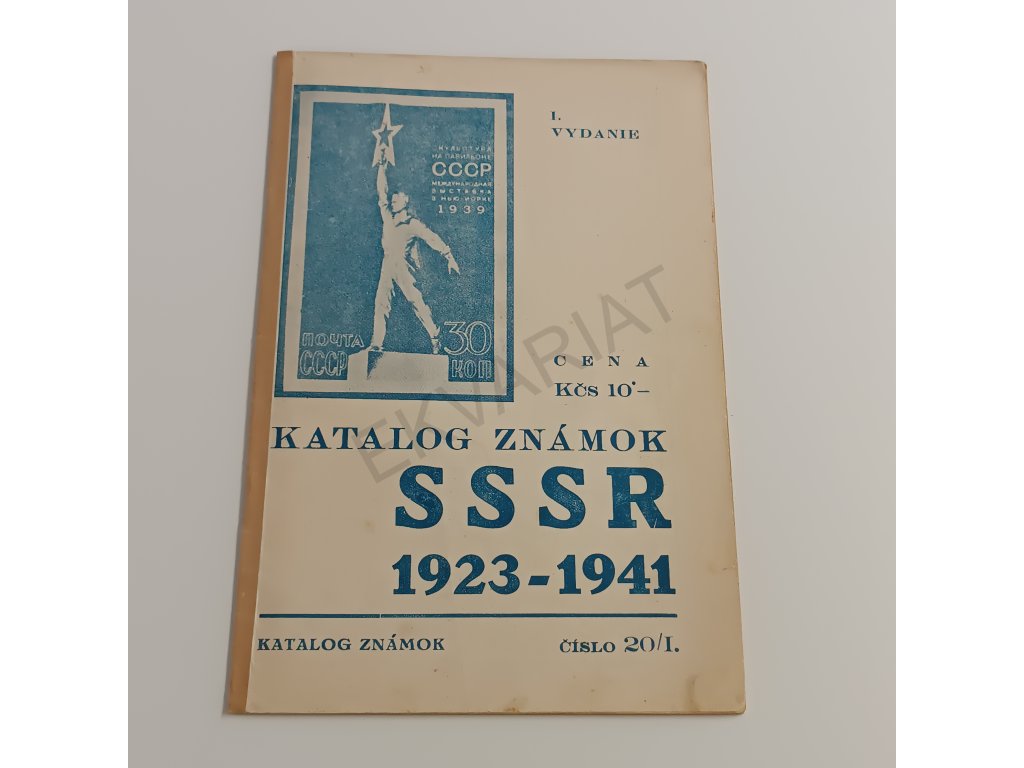 I.
VYDANIE
СКУЛЬПТУРА
НА ПАВИЛЬОНЕ
СССР
МЕЖДУНАРОДНАЯ
ВЫСТАВКА
В НЬЮ-ЙОРКЕ
1939
ПОЧТА
СССР
30
КОП
CENA
Kčs 10·—
KATALOG ZNÁMOK
SSSR
1923-1941
KATALOG ZNÁMOK
ČÍSLO 20/I.
EKVARIAT